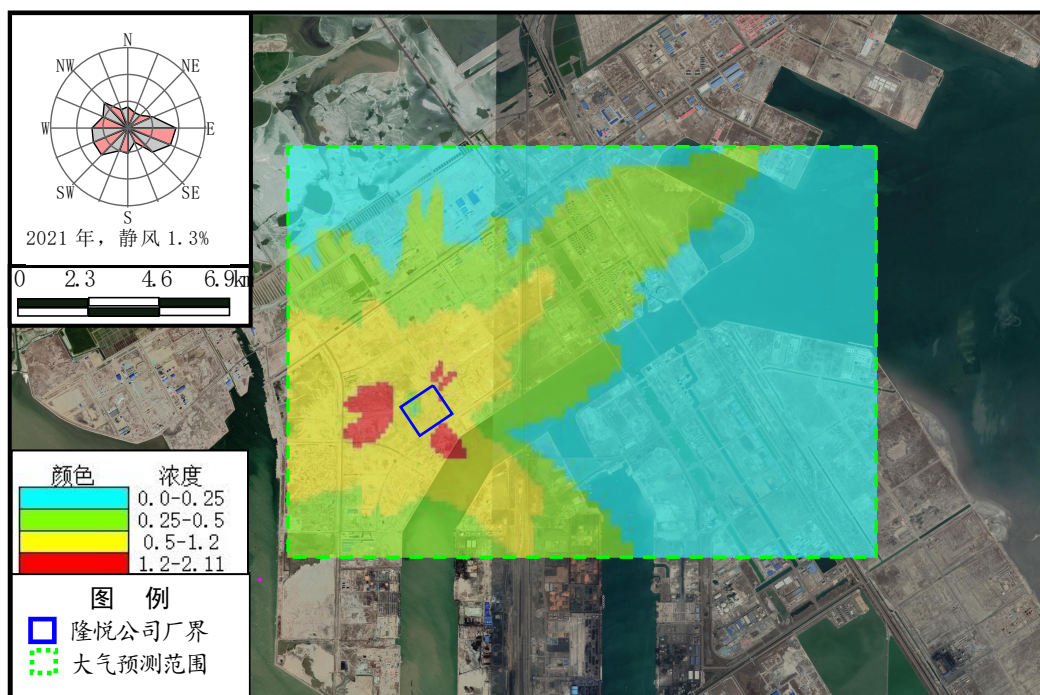 N
NW NE
W E
SW SE
S
2021 年，静风 1.3%
0 2.3 4.6 6.9km
颜色 浓度
0.0-0.25
0.25-0.5
0.5-1.2
1.2-2.11
图 例
隆悦公司厂界
大气预测范围